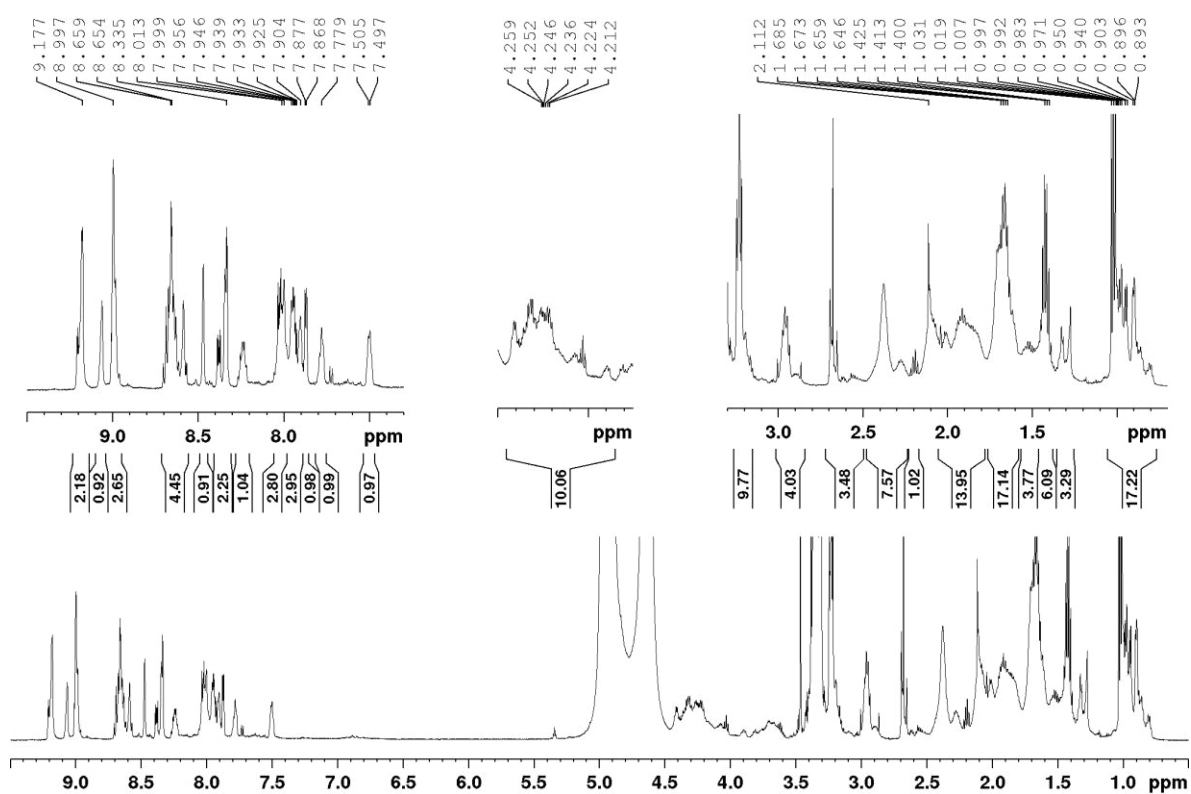 9.177 8.997 8.659 8.654 8.335 8.013 7.999 7.956 7.946 7.939 7.933 7.925 7.904 7.877 7.868 7.779 7.505 7.497
4.259 4.252 4.246 4.236 4.224 4.212
2.112 1.685 1.673 1.659 1.646 1.425 1.413 1.400 1.031 1.019 1.007 0.997 0.992 0.983 0.971 0.950 0.940 0.903 0.896 0.893
9.0 8.5 8.0 ppm
ppm
3.0 2.5 2.0 1.5 ppm
2.18 0.92 2.65 4.45 0.91 2.25 1.04 2.80 2.95 0.98 0.99 0.97
10.06
9.77 4.03 3.48 7.57 1.02 13.95 17.14 3.77 6.09 3.29 17.22
9.0 8.5 8.0 7.5 7.0 6.5 6.0 5.5 5.0 4.5 4.0 3.5 3.0 2.5 2.0 1.5 1.0 ppm